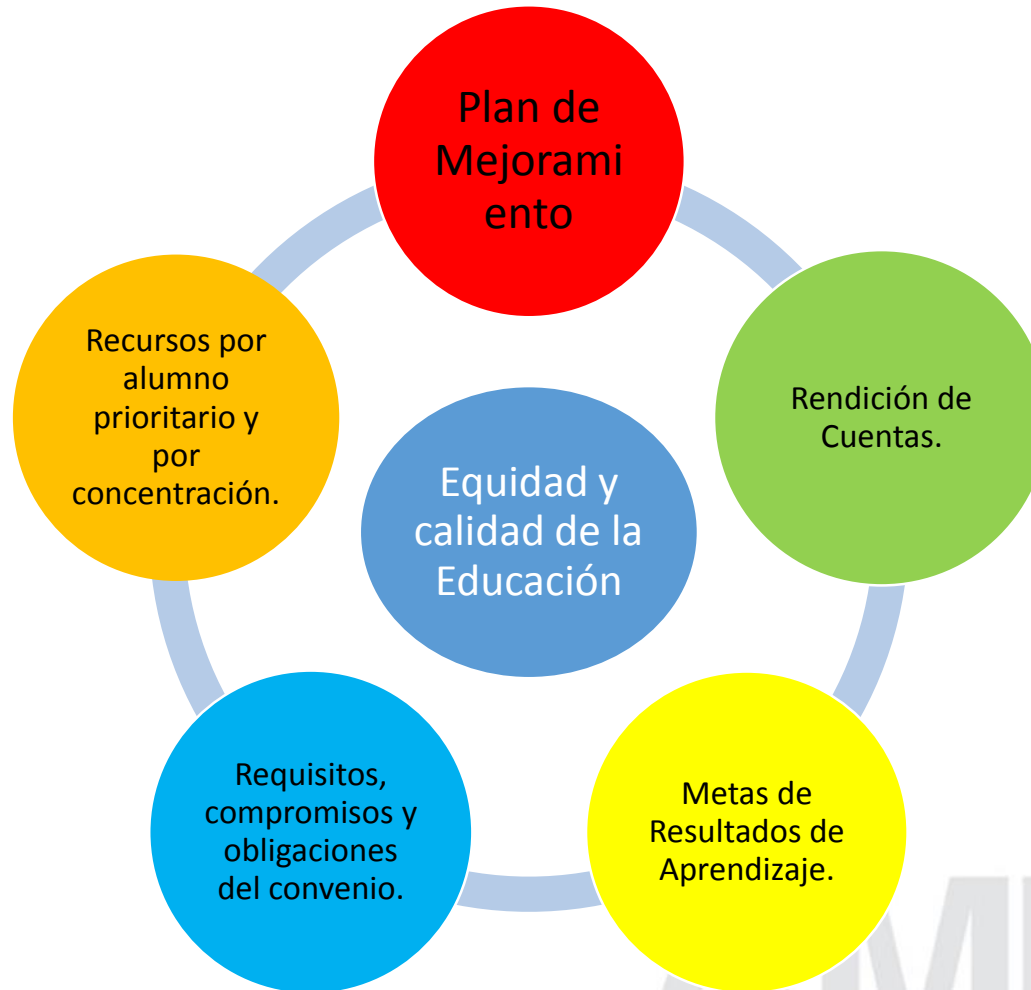 Plan de
Mejorami
ento
Rendición de
Cuentas.
Metas de
Resultados de
Aprendizaje.
Requisitos,
compromisos y
obligaciones
del convenio.
Recursos por
alumno
prioritario y
por
concentración.
Equidad y
calidad de la
Educación